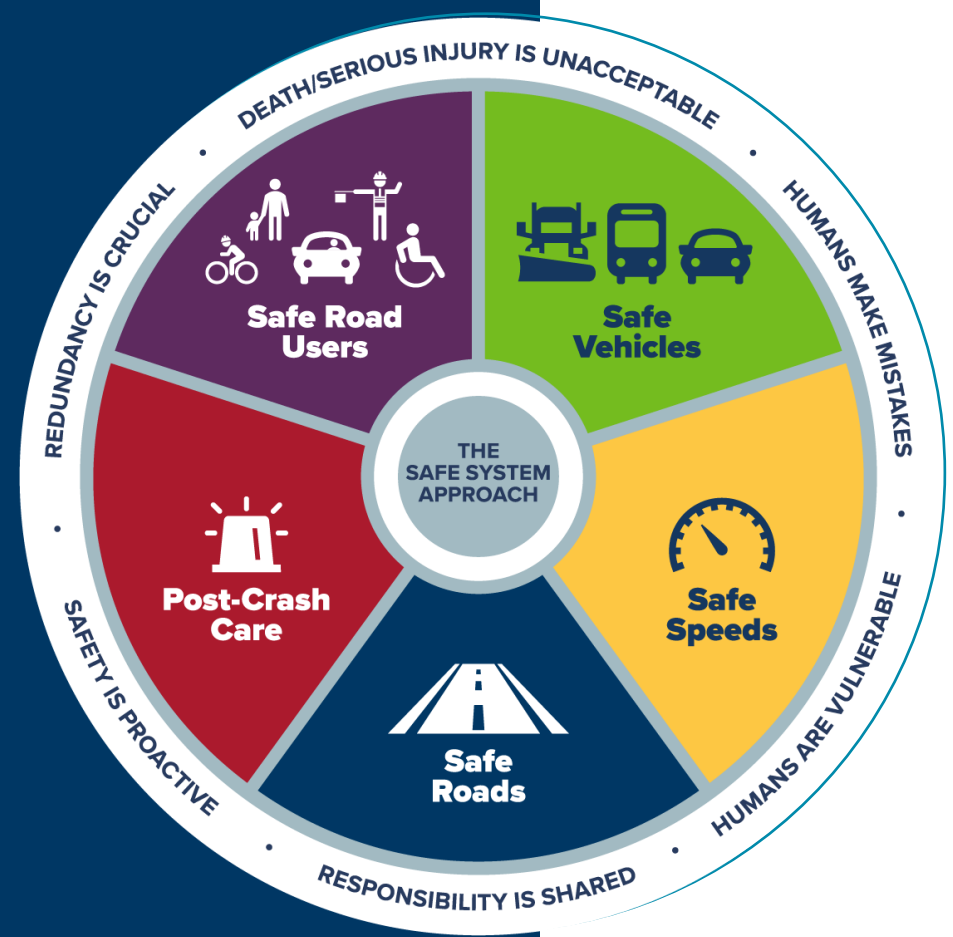 DEATH/SERIOUS INJURY IS UNACCEPTABLE
HUMANS MAKE MISTAKES
HUMANS ARE VULNERABLE
RESPONSIBILITY IS SHARED
SAFETY IS PROACTIVE
REDUNDANCY IS CRUCIAL
Safe Road
Users
Safe
Vehicles
Safe
Speeds
Safe
Roads
Post-Crash
Care
THE
SAFE SYSTEM
APPROACH